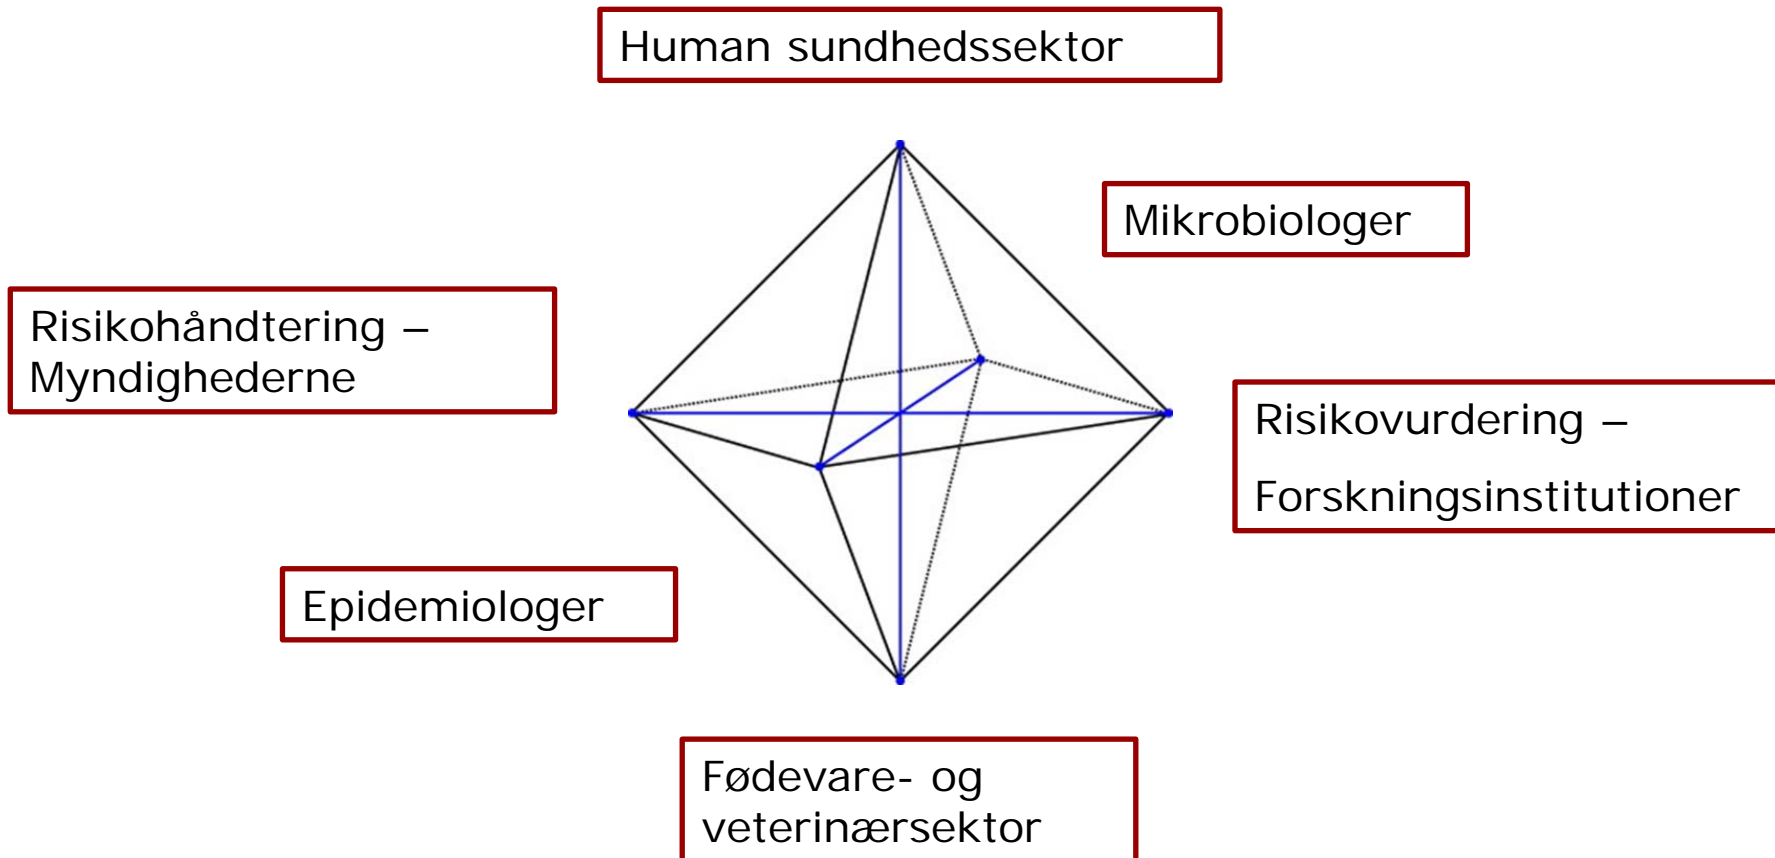 Human sundhedssektor
Mikrobiologer
Risikohåndtering –
Myndighederne
Risikovurdering –
Forskningsinstitutioner
Epidemiologer
Fødevare- og
veterinærsektor